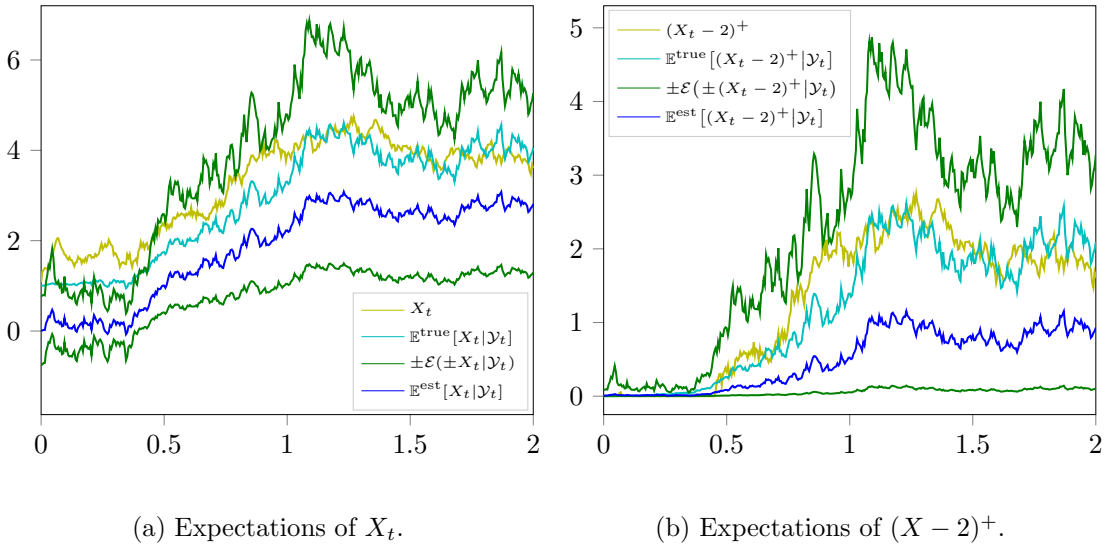 6
4
2
0
0
0.5
1
1.5
2
X_t
𝔼^true[X_t|𝒴_t]
±ℰ(±X_t|𝒴_t)
𝔼^est[X_t|𝒴_t]
(a) Expectations of X_t.
5
4
3
2
1
0
0
0.5
1
1.5
2
(X_t − 2)^+
𝔼^true[(X_t − 2)^+|𝒴_t]
±ℰ(±(X_t − 2)^+|𝒴_t)
𝔼^est[(X_t − 2)^+|𝒴_t]
(b) Expectations of (X − 2)^+.